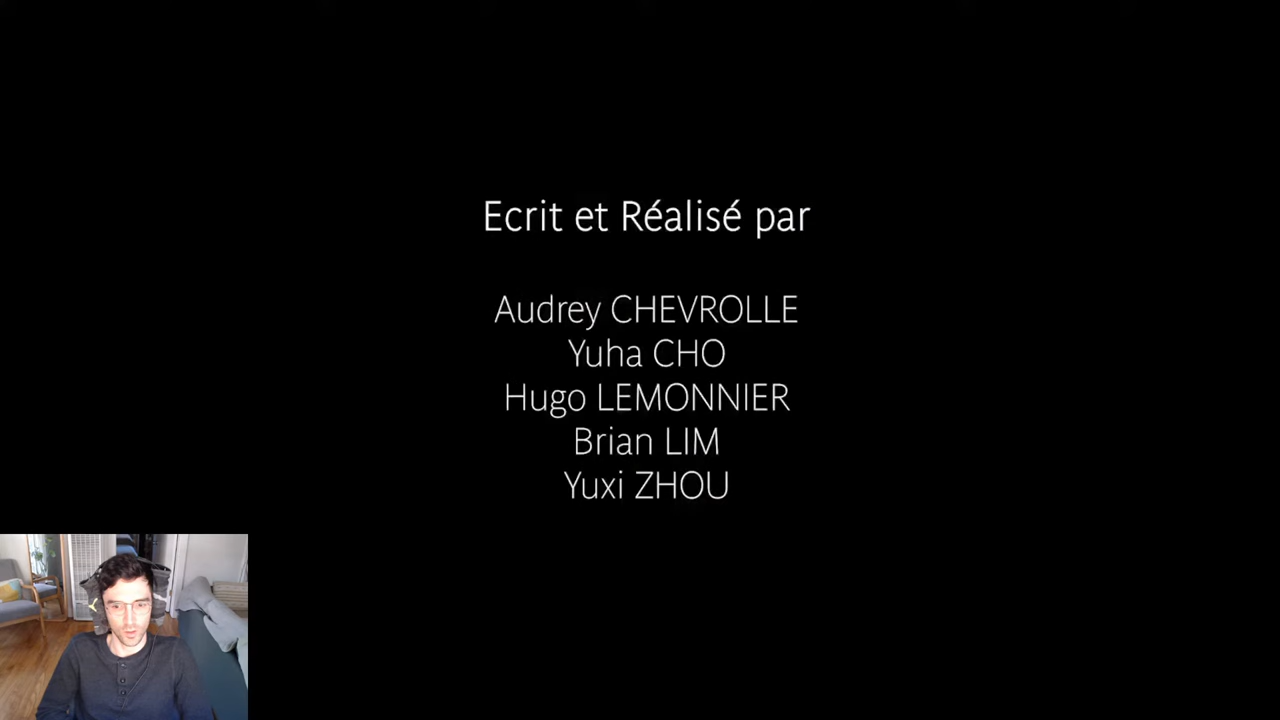 Ecrit et Réalisé par
Audrey CHEVROLLE
Yuha CHO
Hugo LEMONNIER
Brian LIM
Yuxi ZHOU